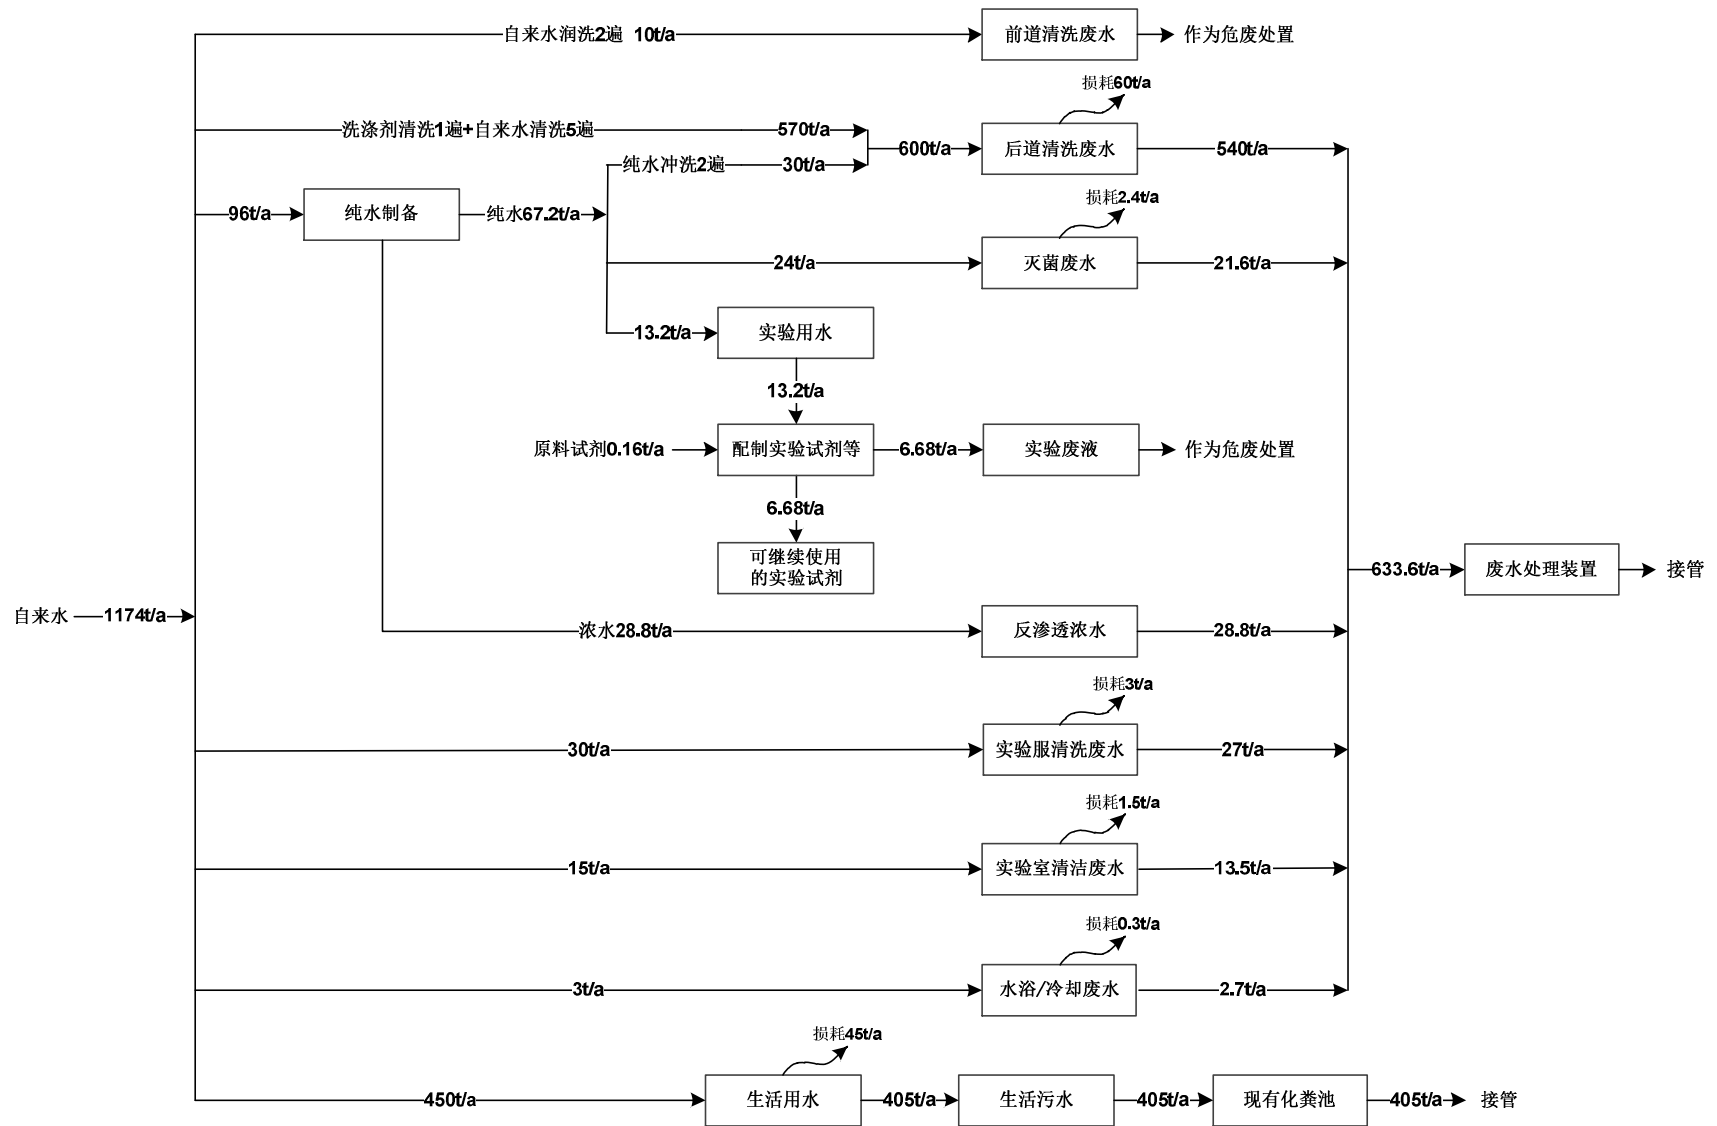 自来水润洗2遍 10t/a
前道清洗废水
作为危废处置
损耗60t/a
洗涤剂清洗1遍+自来水清洗5遍
570t/a
600t/a
后道清洗废水
540t/a
纯水冲洗2遍
30t/a
损耗2.4t/a
96t/a
纯水制备
纯水67.2t/a
24t/a
灭菌废水
21.6t/a
13.2t/a
实验用水
13.2t/a
原料试剂0.16t/a
配制实验试剂等
6.68t/a
实验废液
作为危废处置
6.68t/a
可继续使用
的实验试剂
633.6t/a
废水处理装置
接管
自来水
1174t/a
浓水28.8t/a
反渗透浓水
28.8t/a
损耗3t/a
30t/a
实验服清洗废水
27t/a
损耗1.5t/a
15t/a
实验室清洁废水
13.5t/a
损耗0.3t/a
3t/a
水浴/冷却废水
2.7t/a
损耗45t/a
450t/a
生活用水
405t/a
生活污水
405t/a
现有化粪池
405t/a
接管